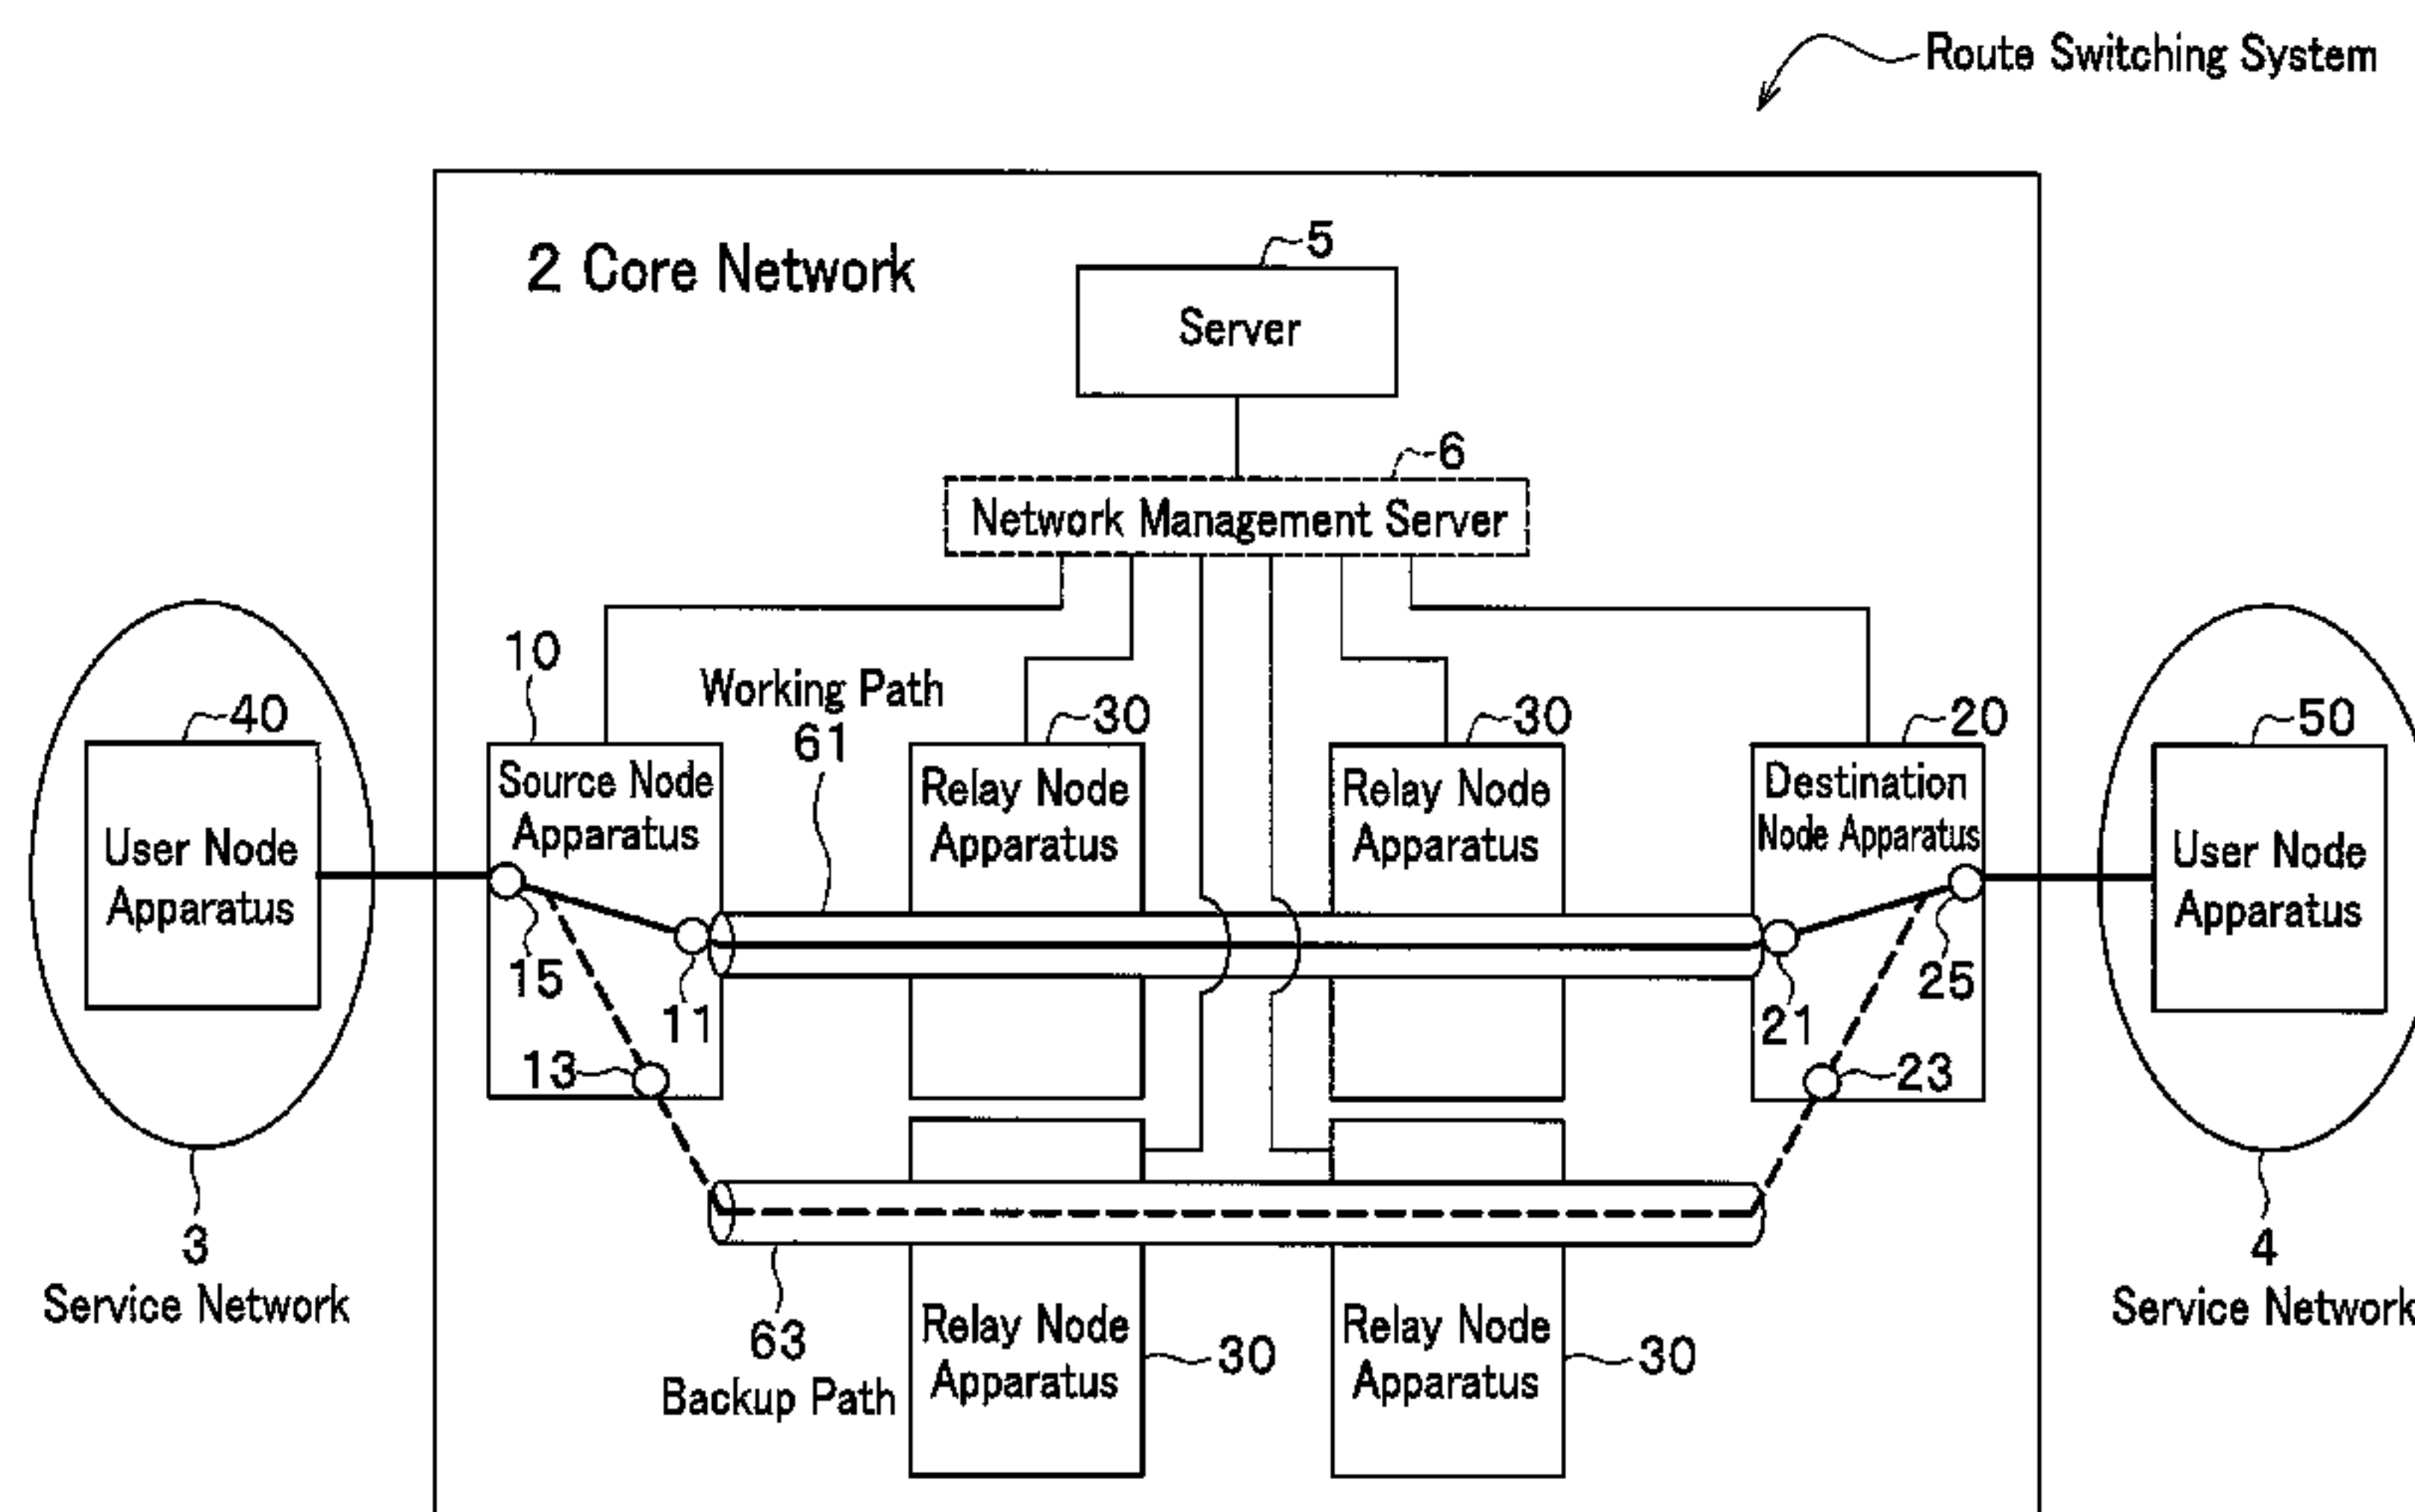 Route Switching System
2 Core Network
5
Server
6
Network Management Server
10
Working Path
61
30
30
20
40
50
Source Node
Apparatus
Relay Node
Apparatus
Relay Node
Apparatus
Destination
Node Apparatus
User Node
Apparatus
User Node
Apparatus
15
11
21
25
13
23
3
Service Network
4
Service Network
63
Backup Path
Relay Node
Apparatus
30
Relay Node
Apparatus
30